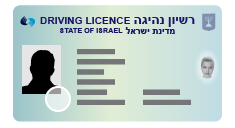 DRIVING LICENCE רשיון נהיגה
STATE OF ISRAEL מדינת ישראל